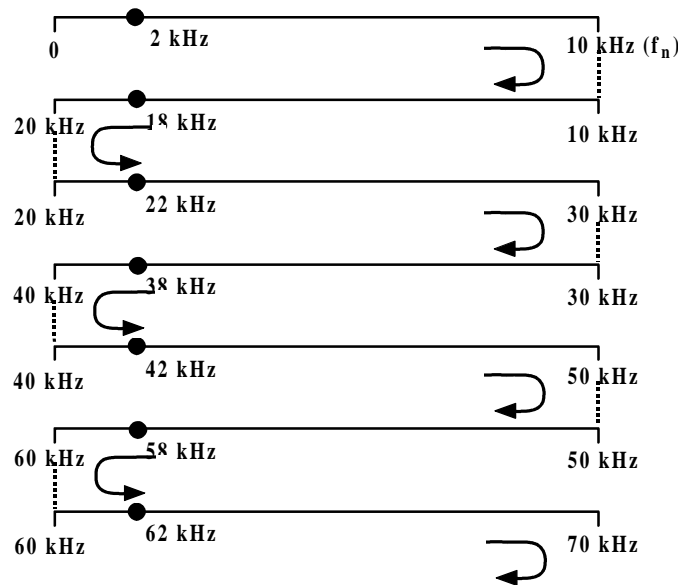 0
2 kHz
10 kHz (fn)
20 kHz
18 kHz
10 kHz
20 kHz
22 kHz
30 kHz
40 kHz
38 kHz
30 kHz
40 kHz
42 kHz
50 kHz
60 kHz
58 kHz
50 kHz
60 kHz
62 kHz
70 kHz